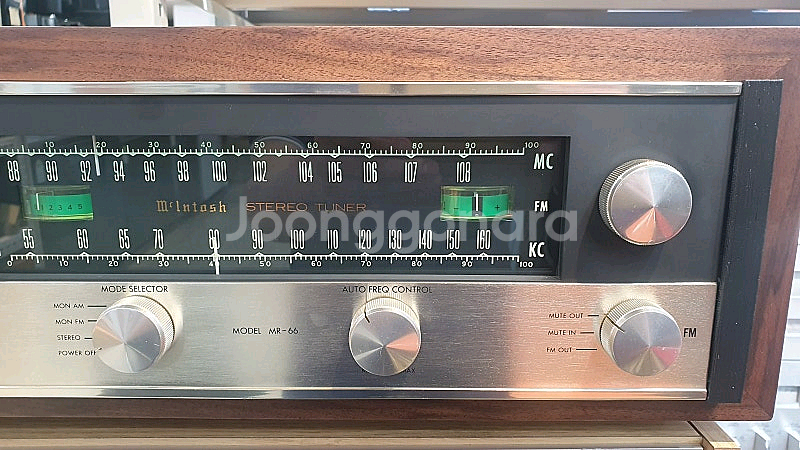 10 20 30 40 50 60 70 80 90 100
88 90 92 94 96 98 100 102 104 105 106 107 108 MC
1 2 3 4 5 - + FM
McIntosh STEREO TUNER
Joonggonara
55 60 65 70 80 90 100 110 120 130 140 150 160 KC
0 10 20 30 40 50 60 70 80 90 100
MODE SELECTOR
MON AM
MON FM
STEREO
POWER OFF
MODEL MR-66
AUTO FREQ CONTROL
MUTE OUT
MUTE IN
FM OUT
FM